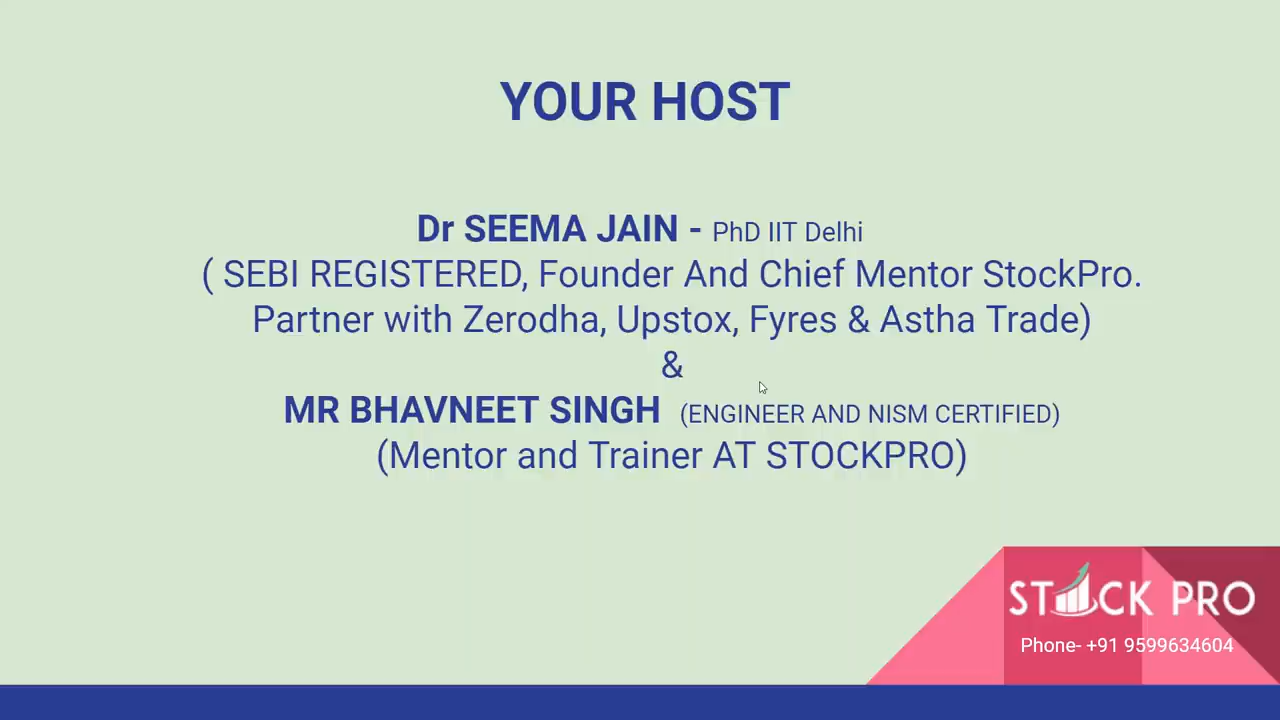 YOUR HOST
Dr SEEMA JAIN - PhD IIT Delhi
( SEBI REGISTERED, Founder And Chief Mentor StockPro.
Partner with Zerodha, Upstox, Fyres & Astha Trade)
&
MR BHAVNEET SINGH (ENGINEER AND NISM CERTIFIED)
(Mentor and Trainer AT STOCKPRO)
STOCK PRO
Phone- +91 9599634604